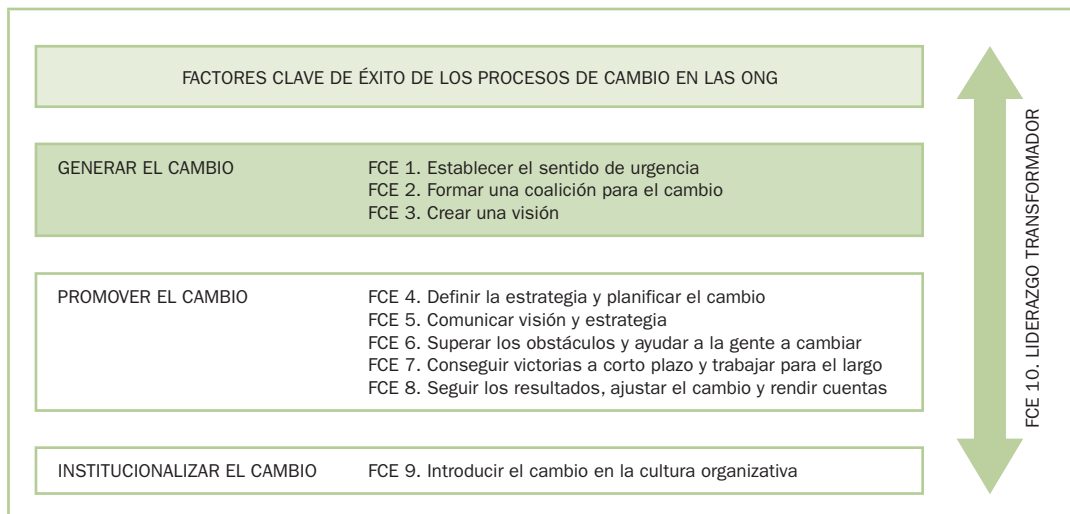 FACTORES CLAVE DE ÉXITO DE LOS PROCESOS DE CAMBIO EN LAS ONG
GENERAR EL CAMBIO
FCE 1. Establecer el sentido de urgencia
FCE 2. Formar una coalición para el cambio
FCE 3. Crear una visión
PROMOVER EL CAMBIO
FCE 4. Definir la estrategia y planificar el cambio
FCE 5. Comunicar visión y estrategia
FCE 6. Superar los obstáculos y ayudar a la gente a cambiar
FCE 7. Conseguir victorias a corto plazo y trabajar para el largo
FCE 8. Seguir los resultados, ajustar el cambio y rendir cuentas
INSTITUCIONALIZAR EL CAMBIO
FCE 9. Introducir el cambio en la cultura organizativa
FCE 10. LIDERAZGO TRANSFORMADOR